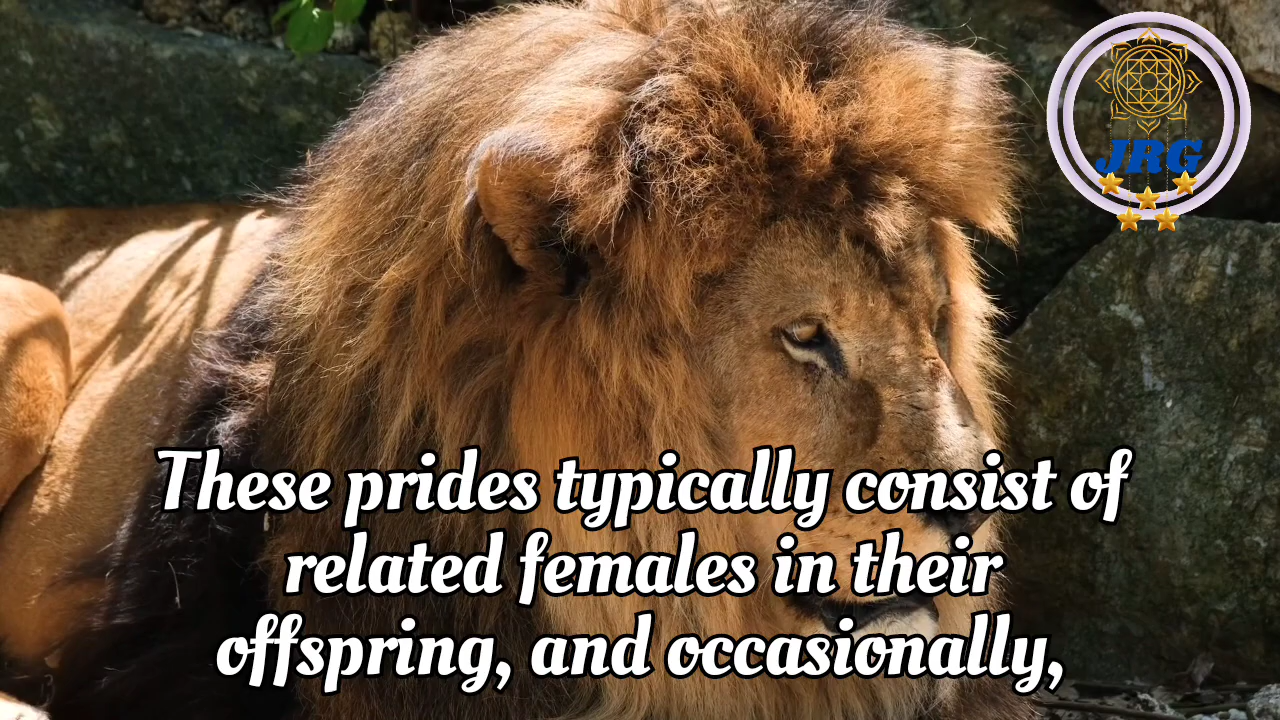 JRG
These prides typically consist of
related females in their
offspring, and occasionally,